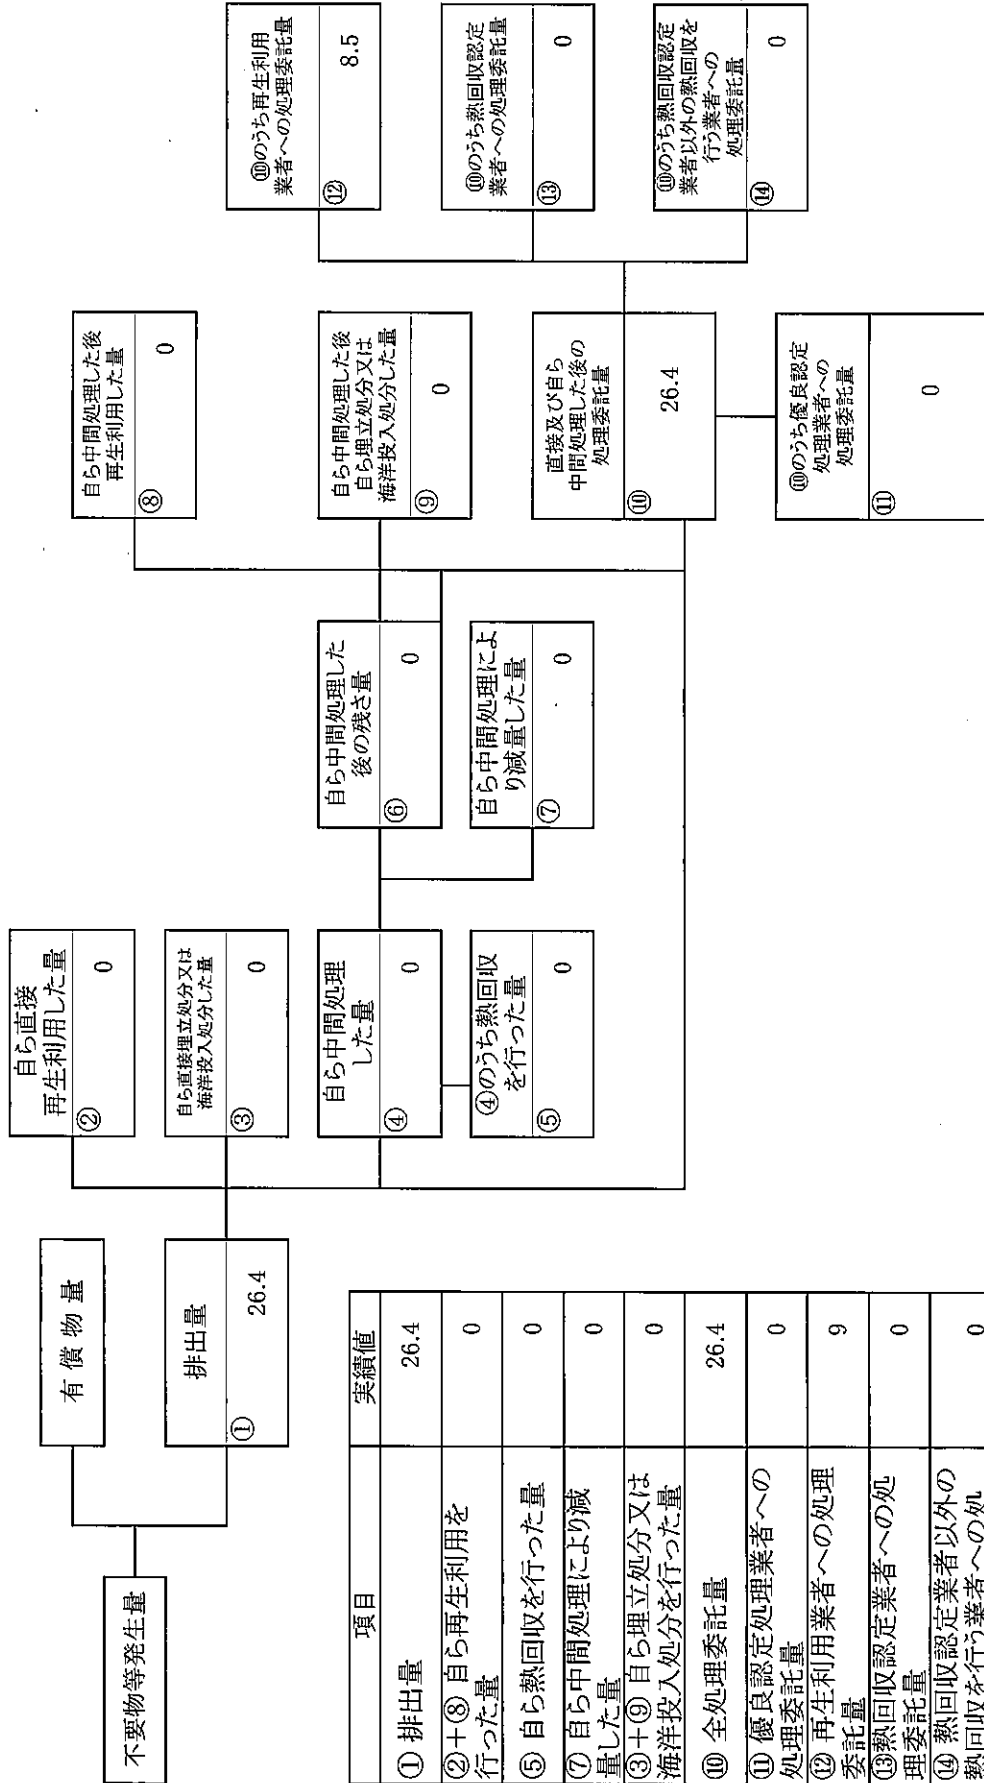 不要物等発生量
有 償 物 量
排出量
①
26.4
自ら直接
再生利用した量
②
0
自ら直接埋立処分又は
海洋投入処分した量
③
0
自ら中間処理
した量
④
0
④のうち熱回収
を行った量
⑤
0
自ら中間処理した
後の残さ量
⑥
0
自ら中間処理によ
り減量した量
⑦
0
自ら中間処理した後
再生利用した量
⑧
0
自ら中間処理した後
自ら埋立処分又は
海洋投入処分した量
⑨
0
直接及び自ら
中間処理した後の
処理委託量
⑩
26.4
⑩のうち優良認定
処理業者への
処理委託量
⑪
0
⑩のうち再生利用
業者への処理委託量
⑫
8.5
⑩のうち熱回収認定
業者への処理委託量
⑬
0
⑩のうち熱回収認定
業者以外の熱回収を
行う業者への
処理委託量
⑭
0
項目 実績値
① 排出量 26.4
②+⑧ 自ら再生利用を
行った量 0
⑤ 自ら熱回収を行った量 0
⑦ 自ら中間処理により減
量した量 0
③+⑨ 自ら埋立処分又は
海洋投入処分を行った量 0
⑩ 全処理委託量 26.4
⑪ 優良認定処理業者への
処理委託量 0
⑫ 再生利用業者への処理
委託量 9
⑬熱回収認定業者への処
理委託量 0
⑭ 熱回収認定業者以外の
熱回収を行う業者への処 0